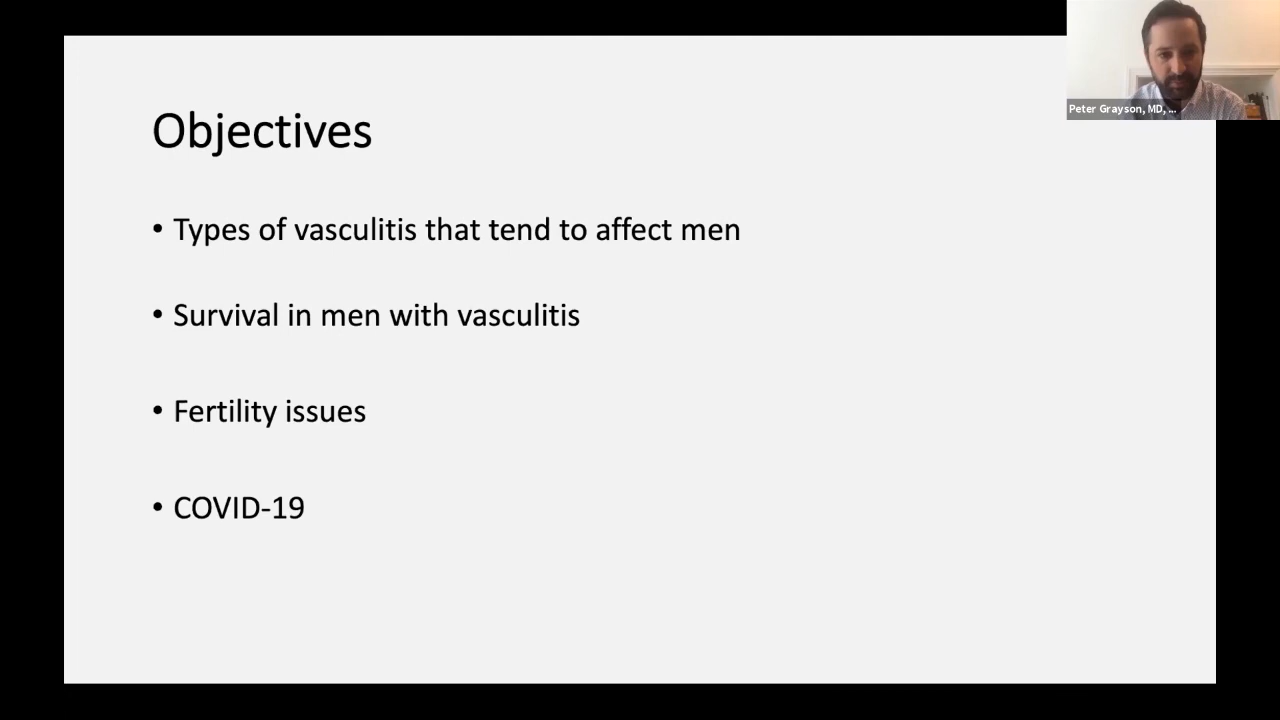 Objectives
• Types of vasculitis that tend to affect men
• Survival in men with vasculitis
• Fertility issues
• COVID-19
Peter Grayson, MD, ...